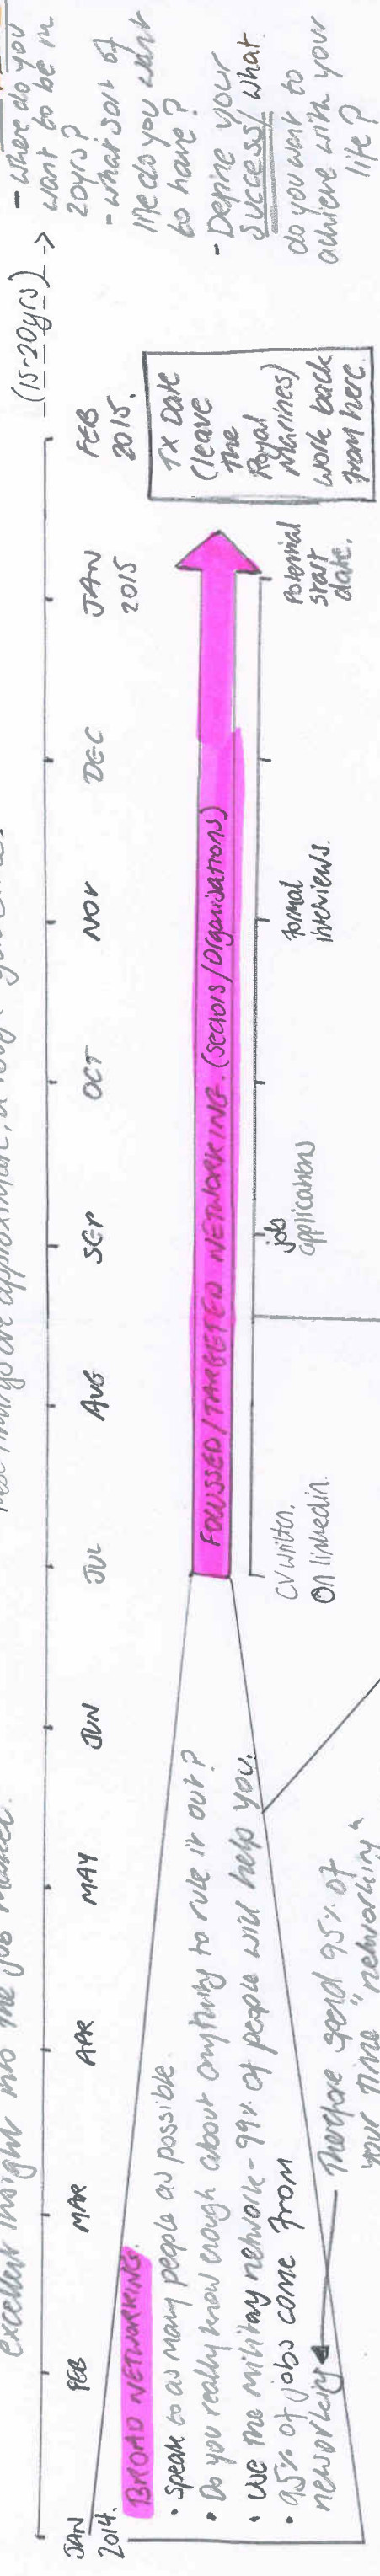 excellent insight into the job market.
JAN
2014.
FEB
MAR
APR
MAY
JUN
JUL
AUG
SEP
OCT
NOV
DEC
JAN
2015
FEB
2015.
(15-20yrs) ->
BROAD NETWORKING.
• Speak to as many people as possible.
• Do you really know enough about anything to rule it out?
• Use the military network - 99% of people will help you.
• 95% of jobs come from
networking
Therefore spend 95% of
your time "networking"
FOCUSSED/TARGETED NETWORKING. (Sectors/Organisations)
CV written.
On linkedin.
job
applications
Formal
interviews.
Potential
start
date.
TX Date
(leave
the
Royal
Marines)
work back
from here.
- where do you
want to be in
20yrs?
- what sort of
life do you want
to have?
- Define your
success/what
do you want to
achieve with your
life?